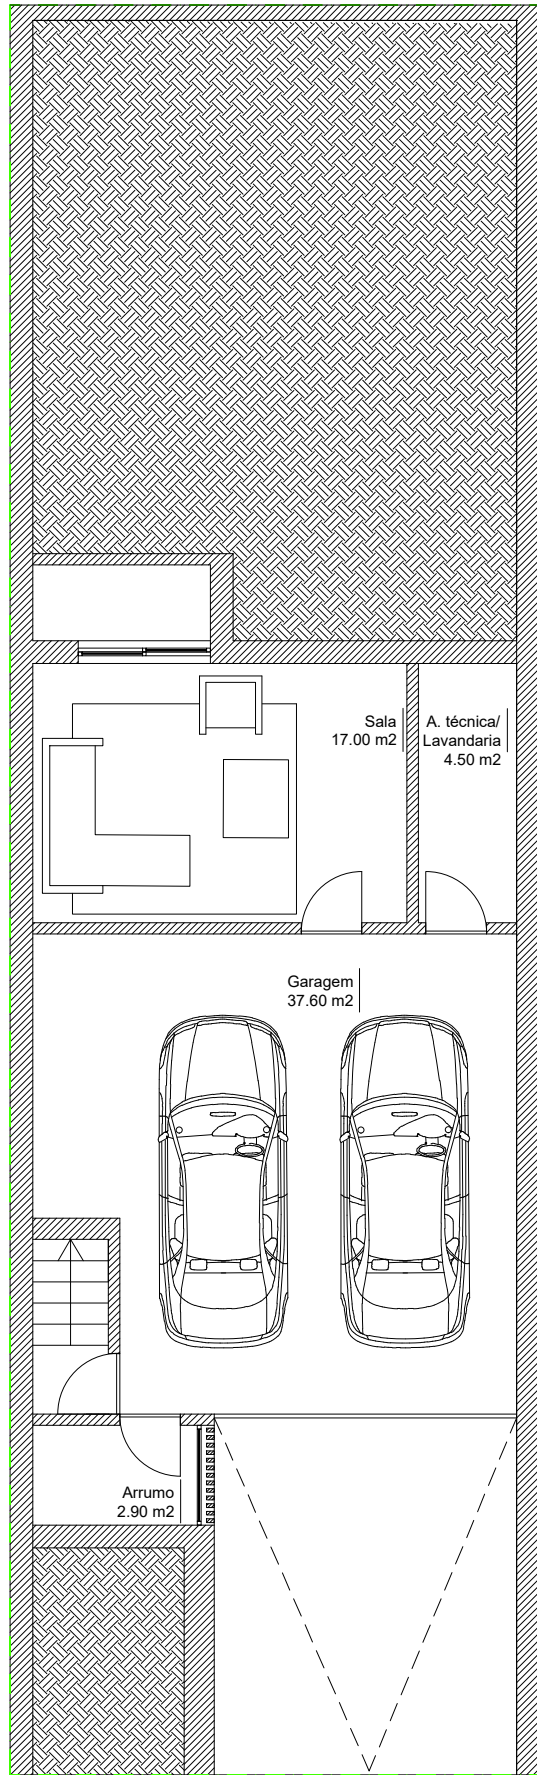 Sala
17.00 m2
A. técnica/
Lavandaria
4.50 m2
Garagem
37.60 m2
Arrumo
2.90 m2